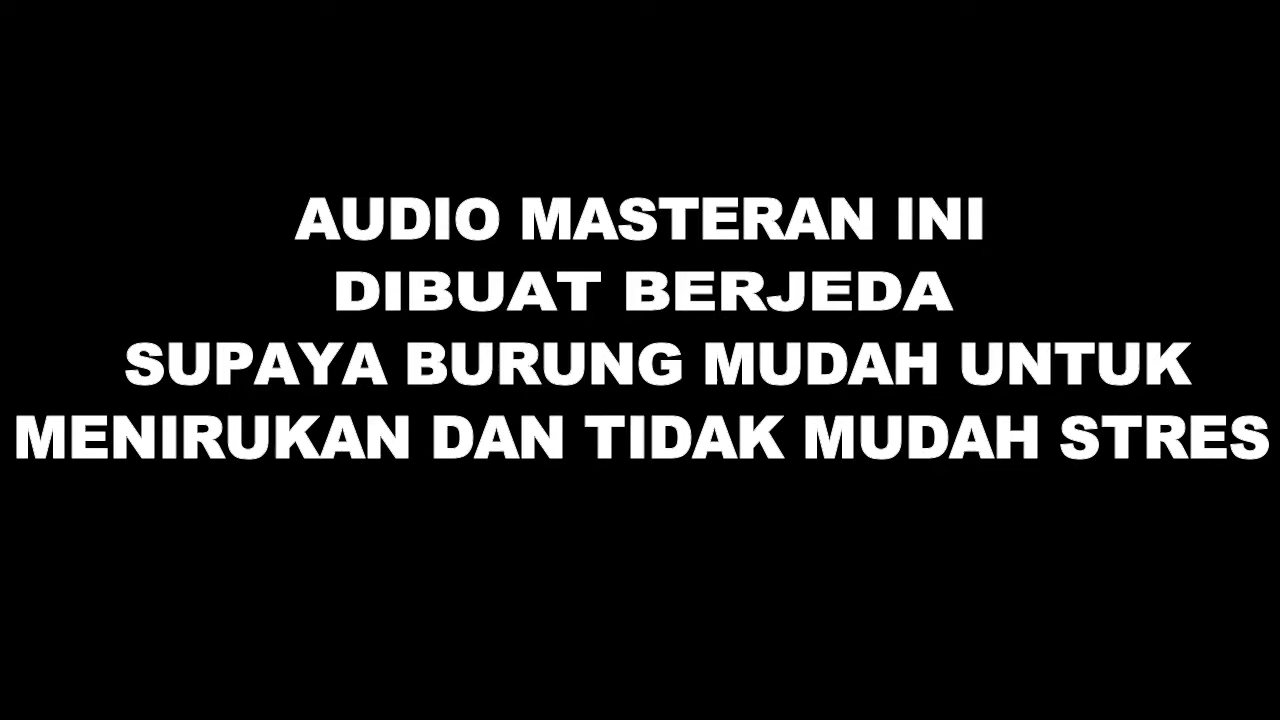 AUDIO MASTERAN INI
DIBUAT BERJEDA
SUPAYA BURUNG MUDAH UNTUK
MENIRUKAN DAN TIDAK MUDAH STRES